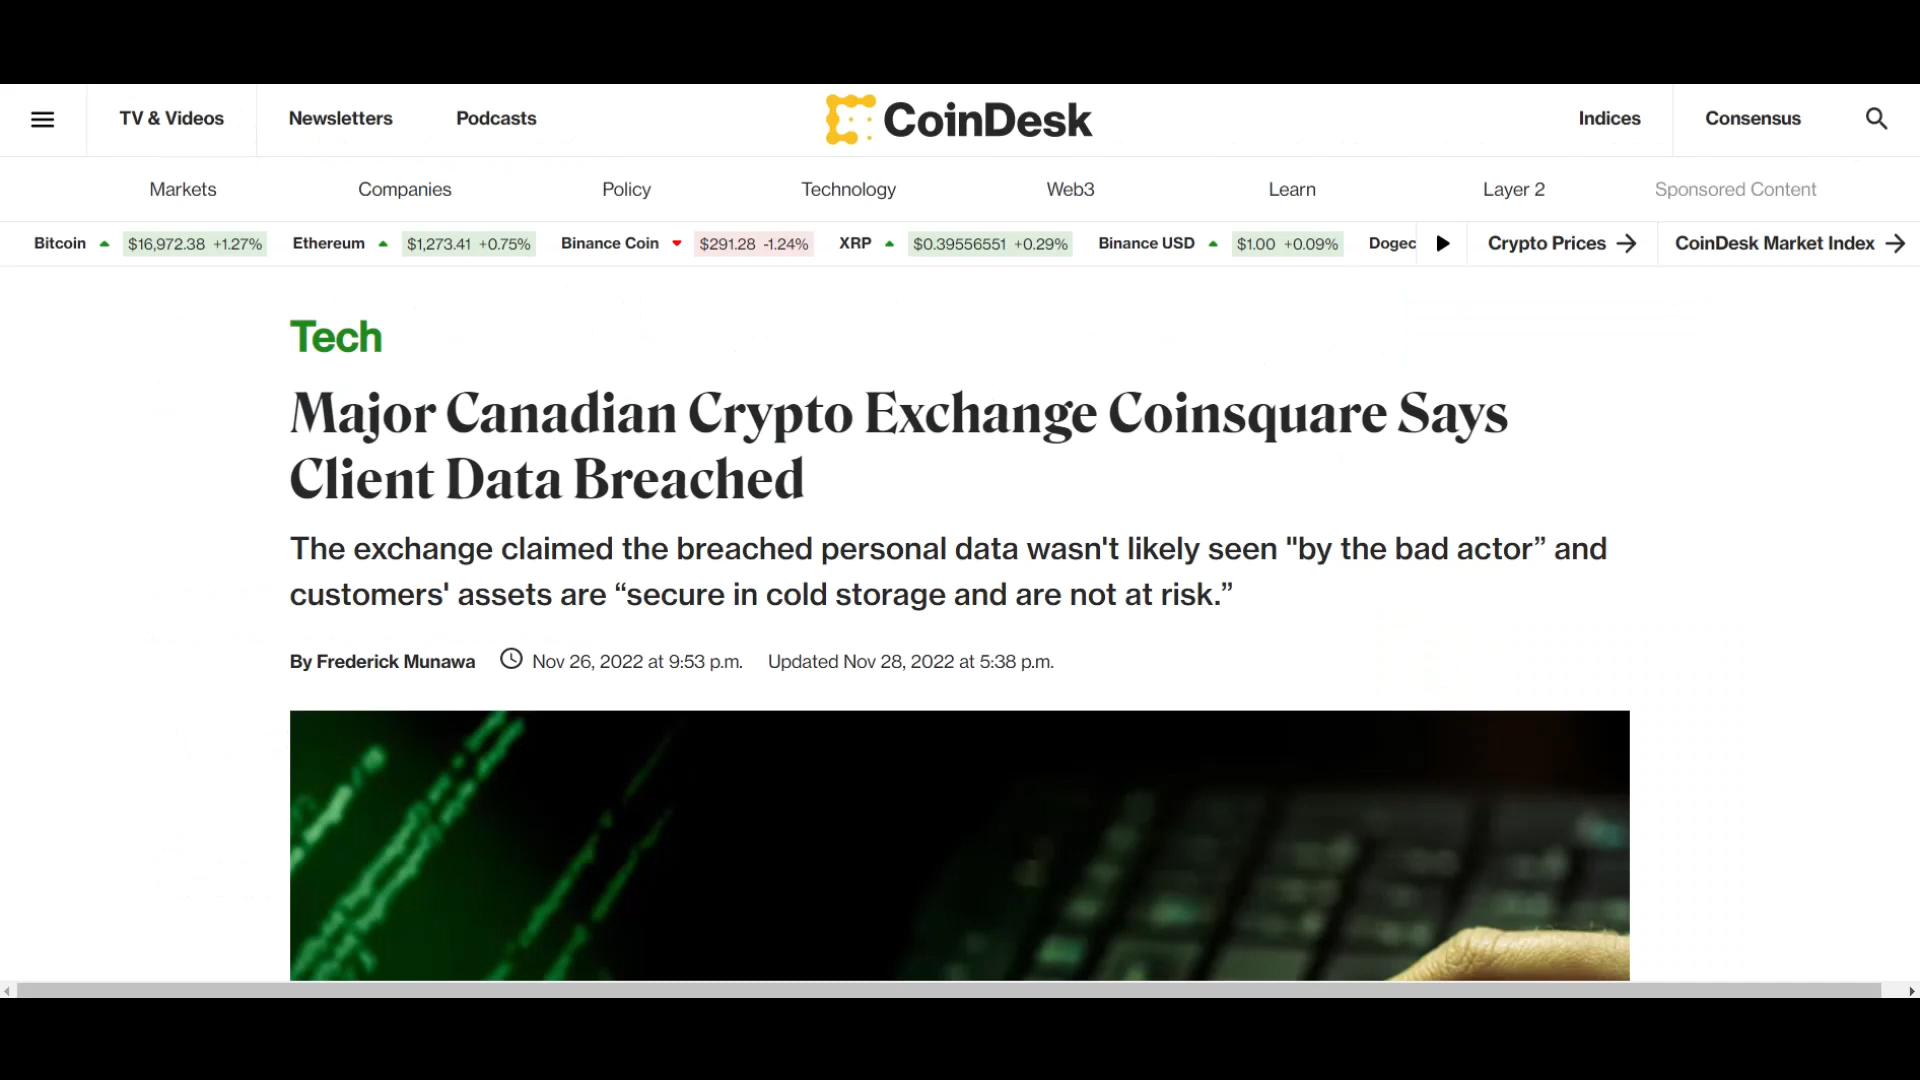 TV & Videos Newsletters Podcasts CoinDesk Indices Consensus
Markets Companies Policy Technology Web3 Learn Layer 2 Sponsored Content
Bitcoin $16,972.38 +1.27% Ethereum $1,273.41 +0.75% Binance Coin $291.28 -1.24% XRP $0.39556551 +0.29% Binance USD $1.00 +0.09% Dogec Crypto Prices CoinDesk Market Index
Tech
Major Canadian Crypto Exchange Coinsquare Says
Client Data Breached
The exchange claimed the breached personal data wasn't likely seen "by the bad actor” and
customers' assets are “secure in cold storage and are not at risk.”
By Frederick Munawa Nov 26, 2022 at 9:53 p.m. Updated Nov 28, 2022 at 5:38 p.m.